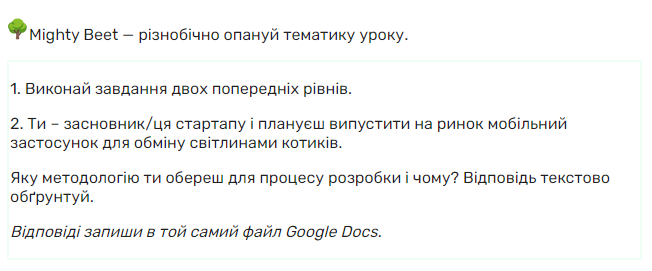 Mighty Beet — різнобічно опануй тематику уроку.
1. Виконай завдання двох попередніх рівнів.
2. Ти – засновник/ця стартапу і плануєш випустити на ринок мобільний
застосунок для обміну світлинами котиків.
Яку методологію ти обереш для процесу розробки і чому? Відповідь текстово
обґрунтуй.
Відповіді запиши в той самий файл Google Docs.